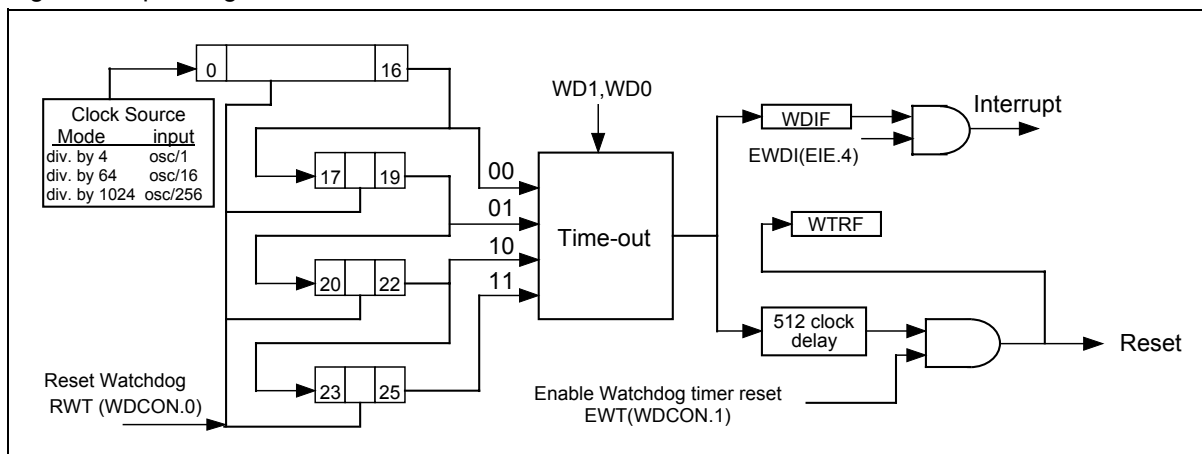 0 16
Clock Source
Mode input
div. by 4 osc/1
div. by 64 osc/16
div. by 1024 osc/256
17 19
20 22
23 25
Reset Watchdog
RWT (WDCON.0)
00
01
10
11
WD1,WD0
Time-out
WDIF
EWDI(EIE.4)
Interrupt
WTRF
512 clock
delay
Enable Watchdog timer reset
EWT(WDCON.1)
Reset